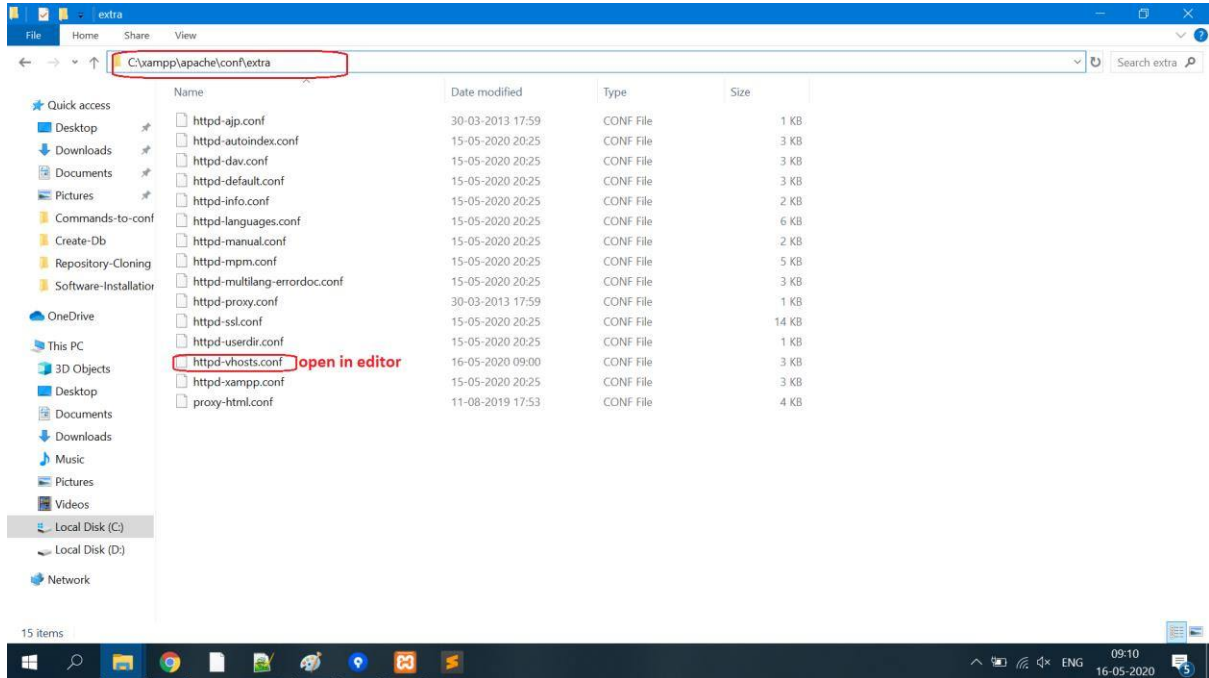 extra
File Home Share View
C:\xampp\apache\conf\extra Search extra
Name Date modified Type Size
Quick access
Desktop
Downloads
Documents
Pictures
Commands-to-conf
Create-Db
Repository-Cloning
Software-Installation
OneDrive
This PC
3D Objects
Desktop
Documents
Downloads
Music
Pictures
Videos
Local Disk (C:)
Local Disk (D:)
Network
httpd-ajp.conf 30-03-2013 17:59 CONF File 1 KB
httpd-autoindex.conf 15-05-2020 20:25 CONF File 3 KB
httpd-dav.conf 15-05-2020 20:25 CONF File 3 KB
httpd-default.conf 15-05-2020 20:25 CONF File 3 KB
httpd-info.conf 15-05-2020 20:25 CONF File 2 KB
httpd-languages.conf 15-05-2020 20:25 CONF File 6 KB
httpd-manual.conf 15-05-2020 20:25 CONF File 2 KB
httpd-mpm.conf 15-05-2020 20:25 CONF File 5 KB
httpd-multilang-errordoc.conf 15-05-2020 20:25 CONF File 3 KB
httpd-proxy.conf 30-03-2013 17:59 CONF File 1 KB
httpd-ssl.conf 15-05-2020 20:25 CONF File 14 KB
httpd-userdir.conf 15-05-2020 20:25 CONF File 1 KB
httpd-vhosts.conf open in editor 16-05-2020 09:00 CONF File 3 KB
httpd-xampp.conf 15-05-2020 20:25 CONF File 3 KB
proxy-html.conf 11-08-2019 17:53 CONF File 4 KB
15 items
ENG
09:10
16-05-2020
5